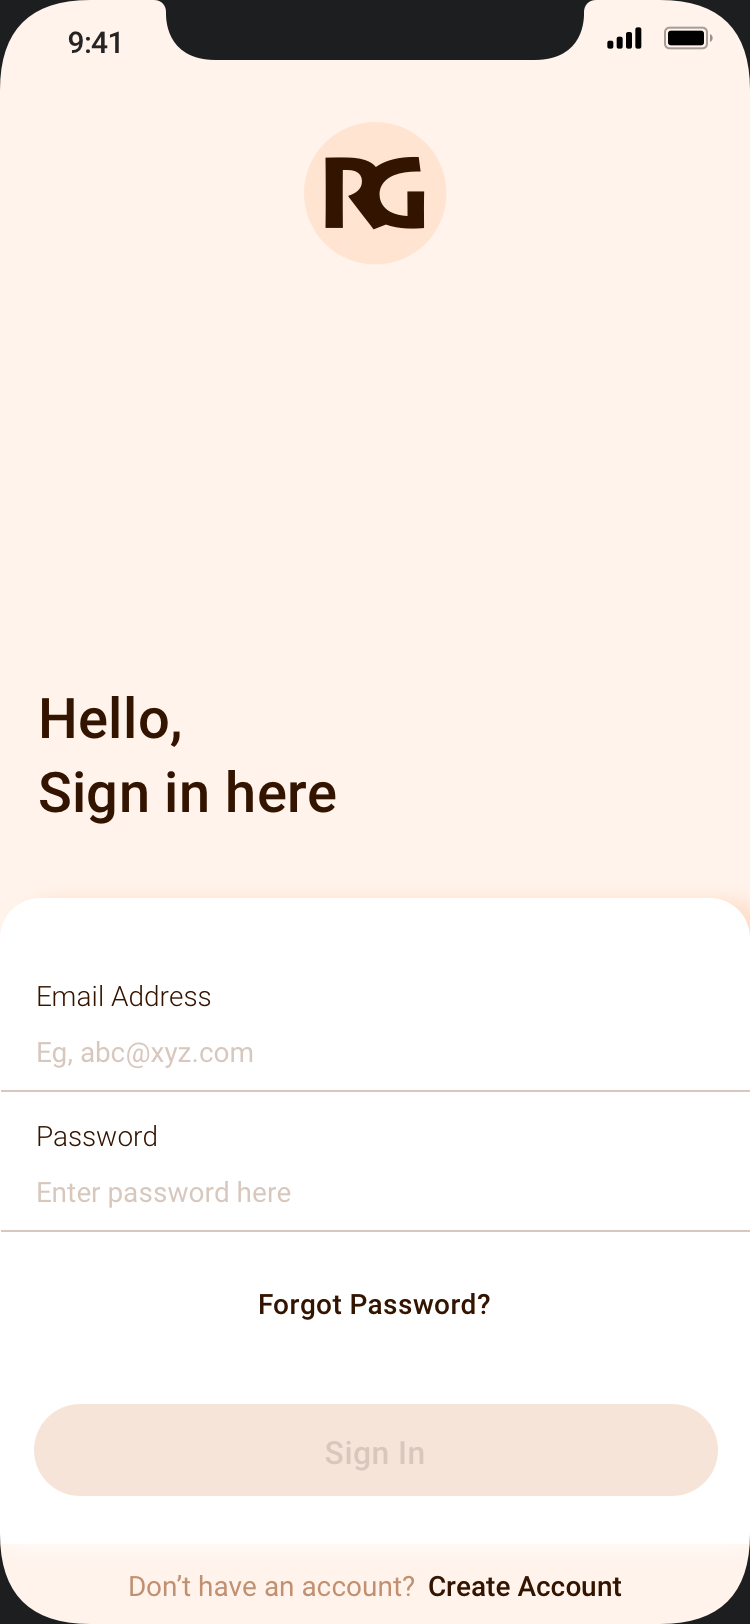 9:41
RG
Hello,
Sign in here
Email Address
Eg, abc@xyz.com
Password
Enter password here
Forgot Password?
Sign In
Don’t have an account? Create Account